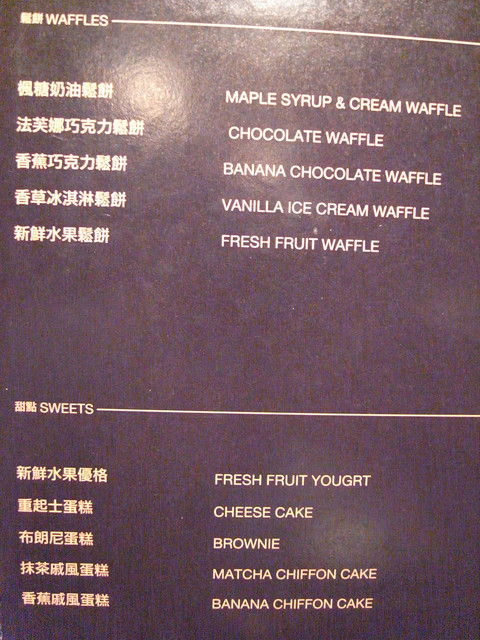 鬆餅 WAFFLES
楓糖奶油鬆餅 MAPLE SYRUP & CREAM WAFFLE
法芙娜巧克力鬆餅 CHOCOLATE WAFFLE
香蕉巧克力鬆餅 BANANA CHOCOLATE WAFFLE
香草冰淇淋鬆餅 VANILLA ICE CREAM WAFFLE
新鮮水果鬆餅 FRESH FRUIT WAFFLE
甜點 SWEETS
新鮮水果優格 FRESH FRUIT YOUGRT
重起士蛋糕 CHEESE CAKE
布朗尼蛋糕 BROWNIE
抹茶戚風蛋糕 MATCHA CHIFFON CAKE
香蕉戚風蛋糕 BANANA CHIFFON CAKE